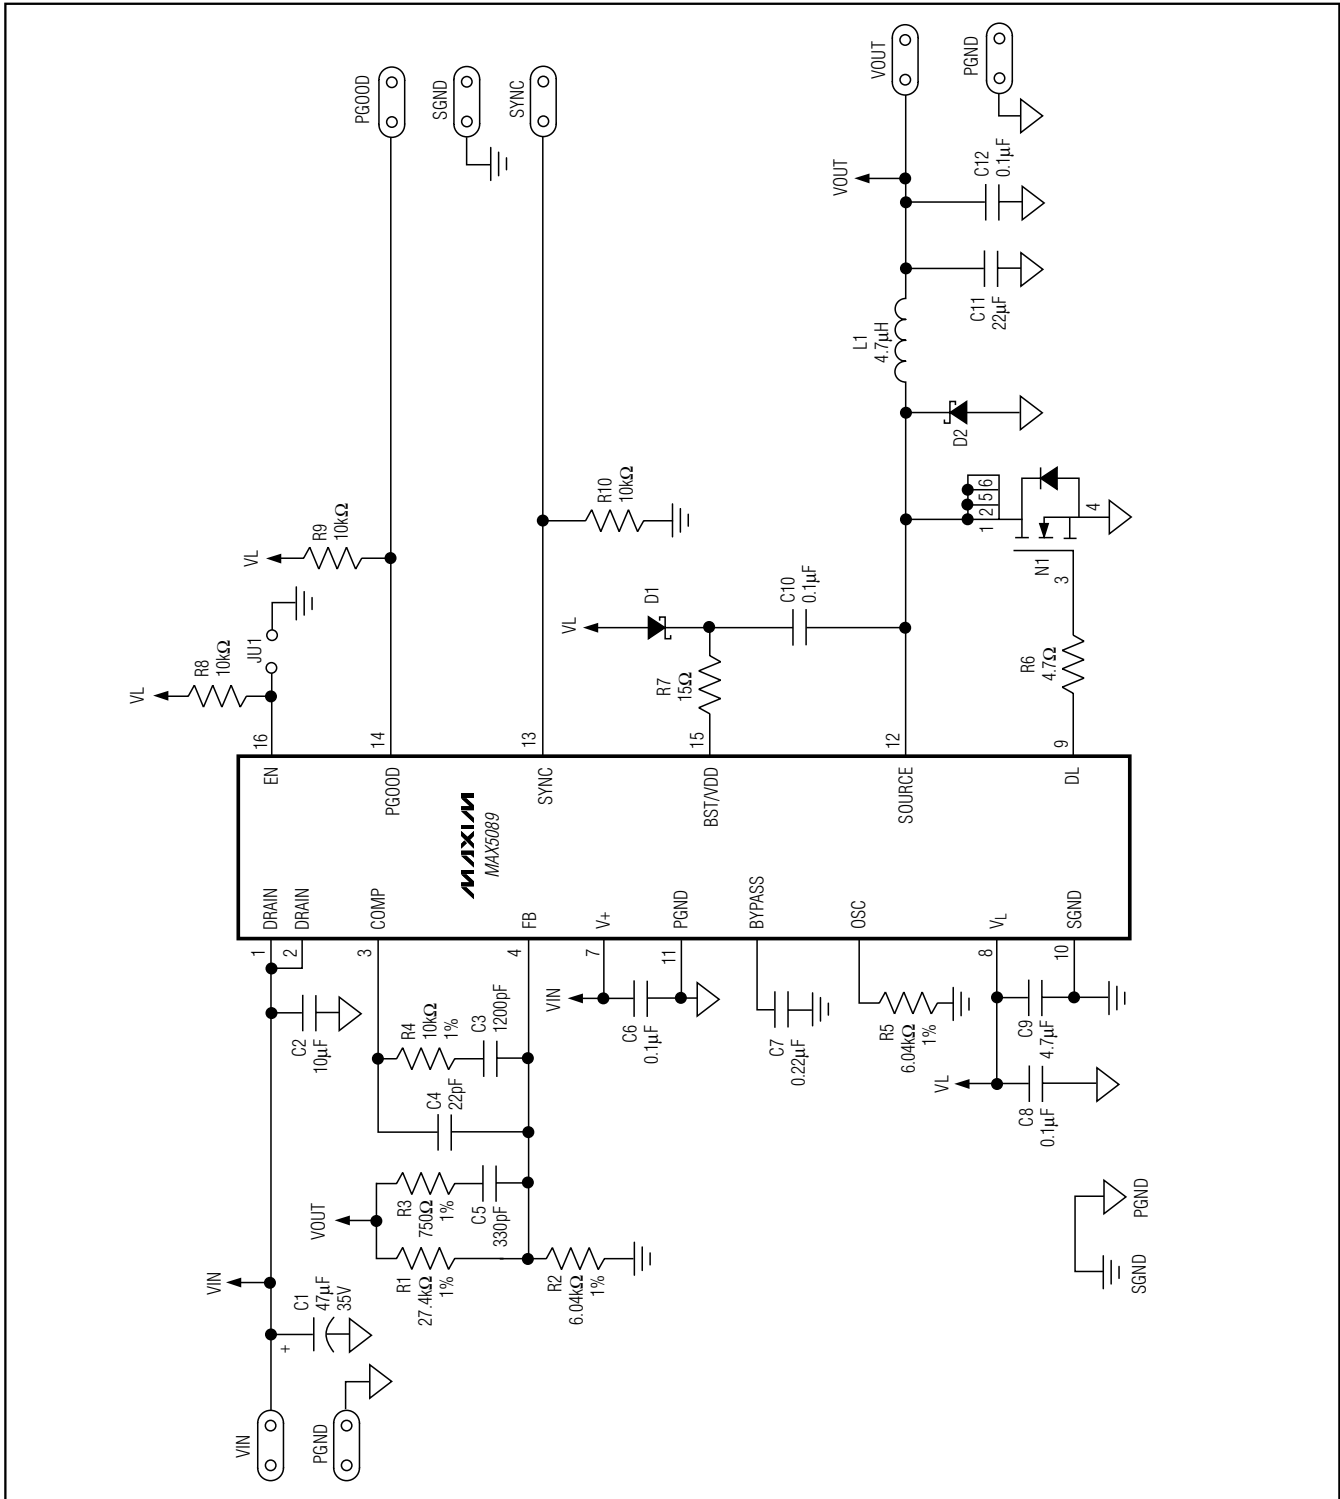 VIN
PGND
+
C1
47µF
35V
VIN
VOUT
R1
27.4kΩ
1%
R3
750Ω
1%
C5
330pF
R2
6.04kΩ
1%
C4
22pF
R4
10kΩ
1%
C3
1200pF
C2
10µF
VIN
C6
0.1µF
C7
0.22µF
R5
6.04kΩ
1%
VL
C8
0.1µF
C9
4.7µF
SGND
PGND
1
2
3
4
7
11
8
10
DRAIN
DRAIN
COMP
FB
V+
PGND
BYPASS
OSC
VL
SGND
MAXIM
MAX5089
EN
PGOOD
SYNC
BST/VDD
SOURCE
DL
16
14
13
15
12
9
VL
R8
10kΩ
JU1
VL
R9
10kΩ
R10
10kΩ
R7
15Ω
VL
D1
C10
0.1µF
R6
4.7Ω
N1
3
1
2
5
6
4
D2
L1
4.7µH
C11
22µF
C12
0.1µF
VOUT
PGOOD
SGND
SYNC
VOUT
PGND